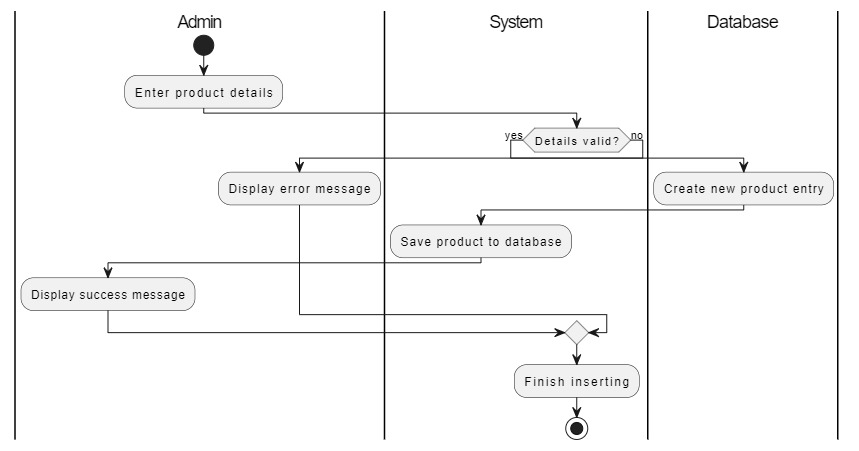 Admin
System
Database
Enter product details
yes
Details valid?
no
Display error message
Create new product entry
Save product to database
Display success message
Finish inserting